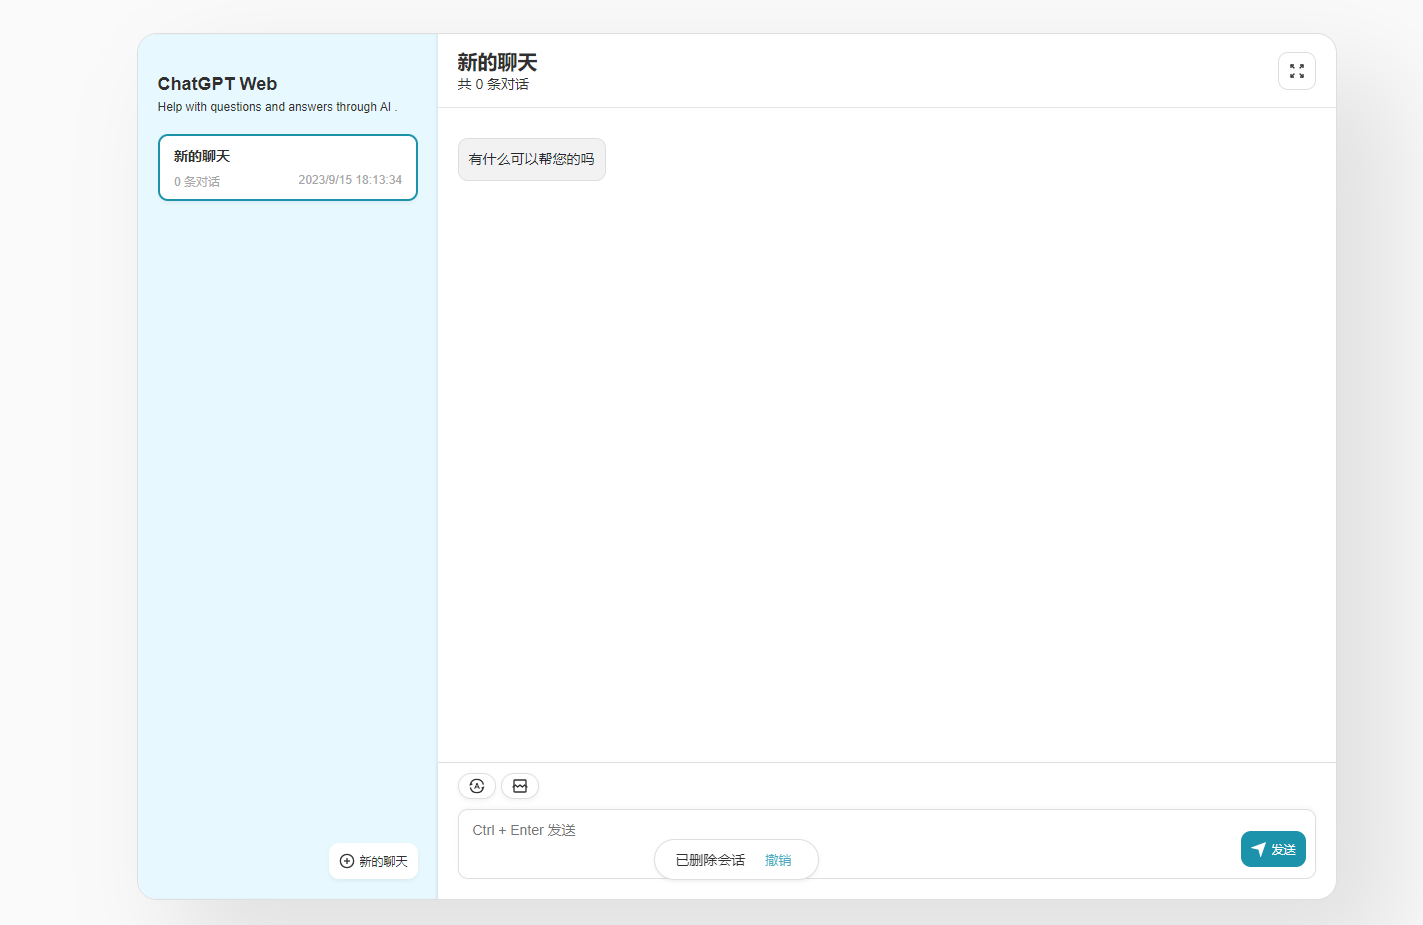 ChatGPT Web
Help with questions and answers through AI .
新的聊天
0 条对话
2023/9/15 18:13:34
新的聊天
新的聊天
共 0 条对话
有什么可以帮您的吗
A
Ctrl + Enter 发送
已删除会话
撤销
发送